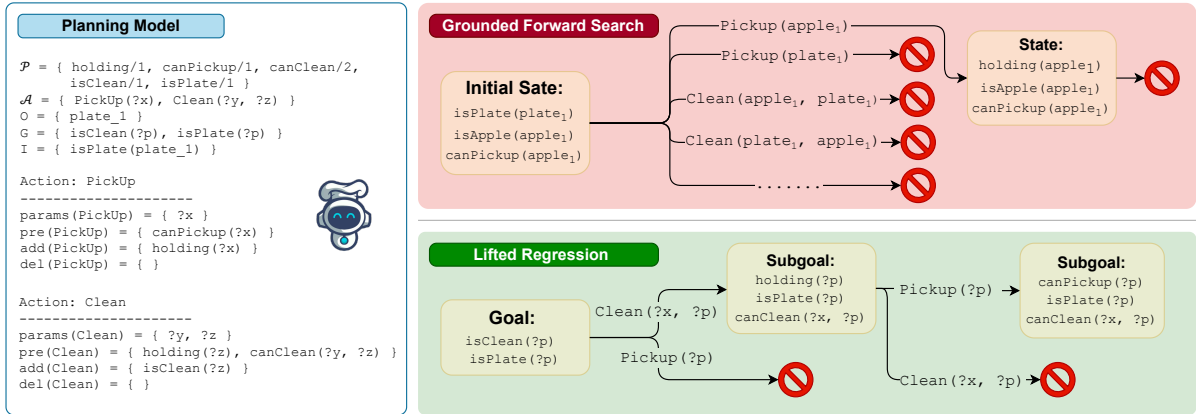 Planning Model
𝒫 = { holding/1, canPickup/1, canClean/2,
isClean/1, isPlate/1 }
𝒜 = { PickUp(?x), Clean(?y, ?z) }
O = { plate_1 }
G = { isClean(?p), isPlate(?p) }
I = { isPlate(plate_1) }
Action: PickUp
----------------------
params(PickUp) = { ?x }
pre(PickUp) = { canPickup(?x) }
add(PickUp) = { holding(?x) }
del(PickUp) = { }
Action: Clean
----------------------
params(Clean) = { ?y, ?z }
pre(Clean) = { holding(?z), canClean(?y, ?z) }
add(Clean) = { isClean(?z) }
del(Clean) = { }
Grounded Forward Search
Initial Sate:
isPlate(plate₁)
isApple(apple₁)
canPickup(apple₁)
Pickup(apple₁)
Pickup(plate₁)
Clean(apple₁, plate₁)
Clean(plate₁, apple₁)
.......
State:
holding(apple₁)
isApple(apple₁)
canPickup(apple₁)
Lifted Regression
Goal:
isClean(?p)
isPlate(?p)
Clean(?x, ?p)
Pickup(?p)
Subgoal:
holding(?p)
isPlate(?p)
canClean(?x, ?p)
Pickup(?p)
Clean(?x, ?p)
Subgoal:
canPickup(?p)
isPlate(?p)
canClean(?x, ?p)